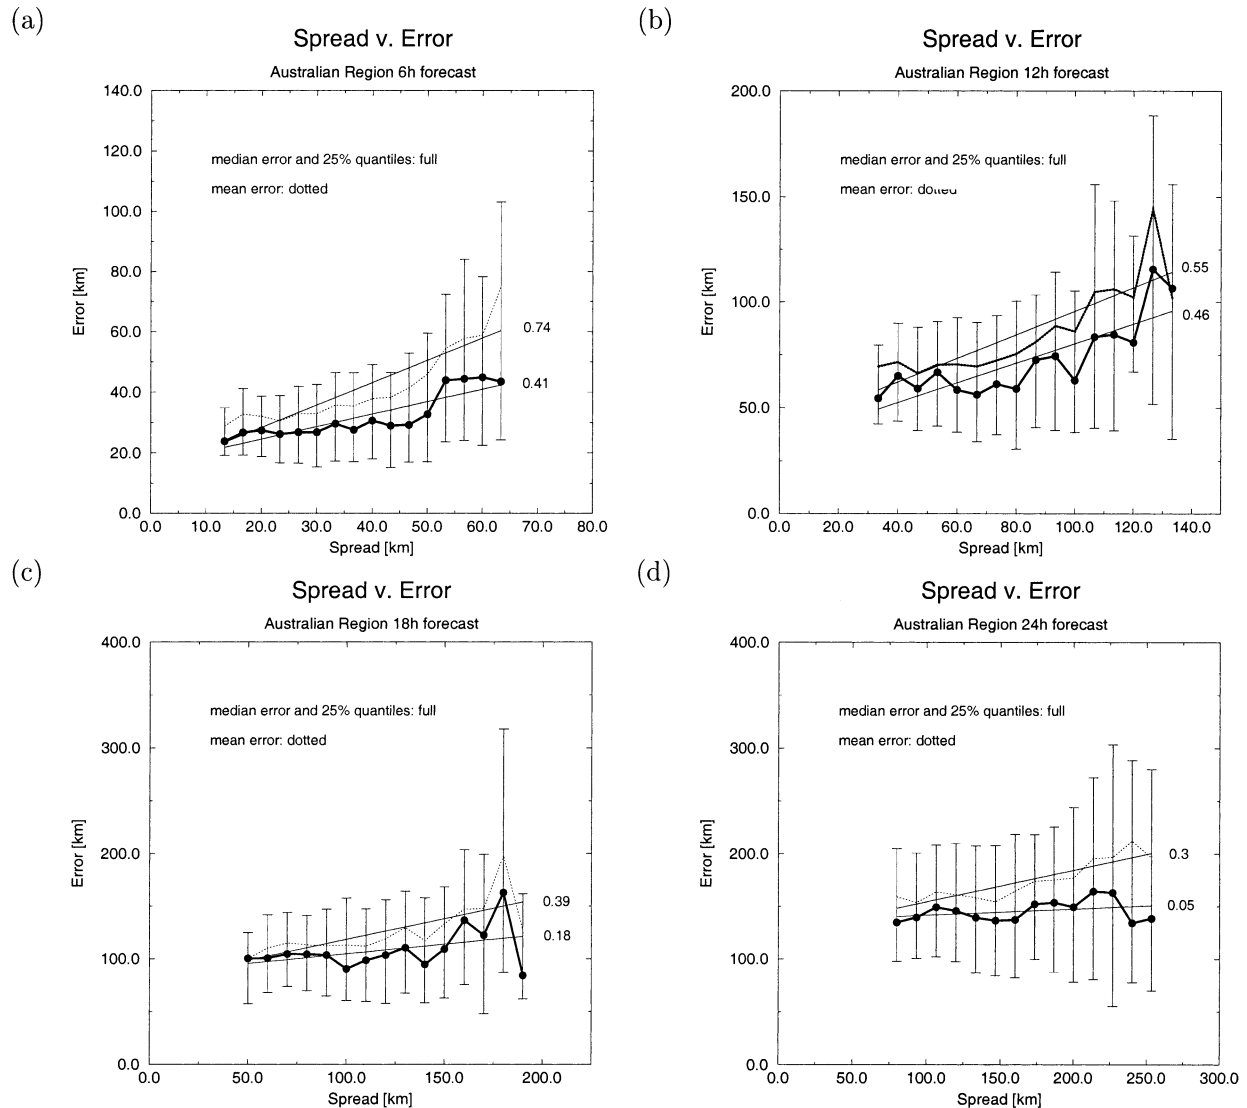 (a)
Spread v. Error
Australian Region 6h forecast
140.0
120.0
100.0
80.0
60.0
40.0
20.0
0.0
Error [km]
median error and 25% quantiles: full
mean error: dotted
0.74
0.41
0.0 10.0 20.0 30.0 40.0 50.0 60.0 70.0 80.0
Spread [km]
(b)
Spread v. Error
Australian Region 12h forecast
200.0
150.0
100.0
50.0
0.0
Error [km]
median error and 25% quantiles: full
mean error: dotted
0.55
0.46
0.0 20.0 40.0 60.0 80.0 100.0 120.0 140.0
Spread [km]
(c)
Spread v. Error
Australian Region 18h forecast
400.0
300.0
200.0
100.0
0.0
Error [km]
median error and 25% quantiles: full
mean error: dotted
0.39
0.18
0.0 50.0 100.0 150.0 200.0
Spread [km]
(d)
Spread v. Error
Australian Region 24h forecast
400.0
300.0
200.0
100.0
0.0
Error [km]
median error and 25% quantiles: full
mean error: dotted
0.3
0.05
0.0 50.0 100.0 150.0 200.0 250.0 300.0
Spread [km]